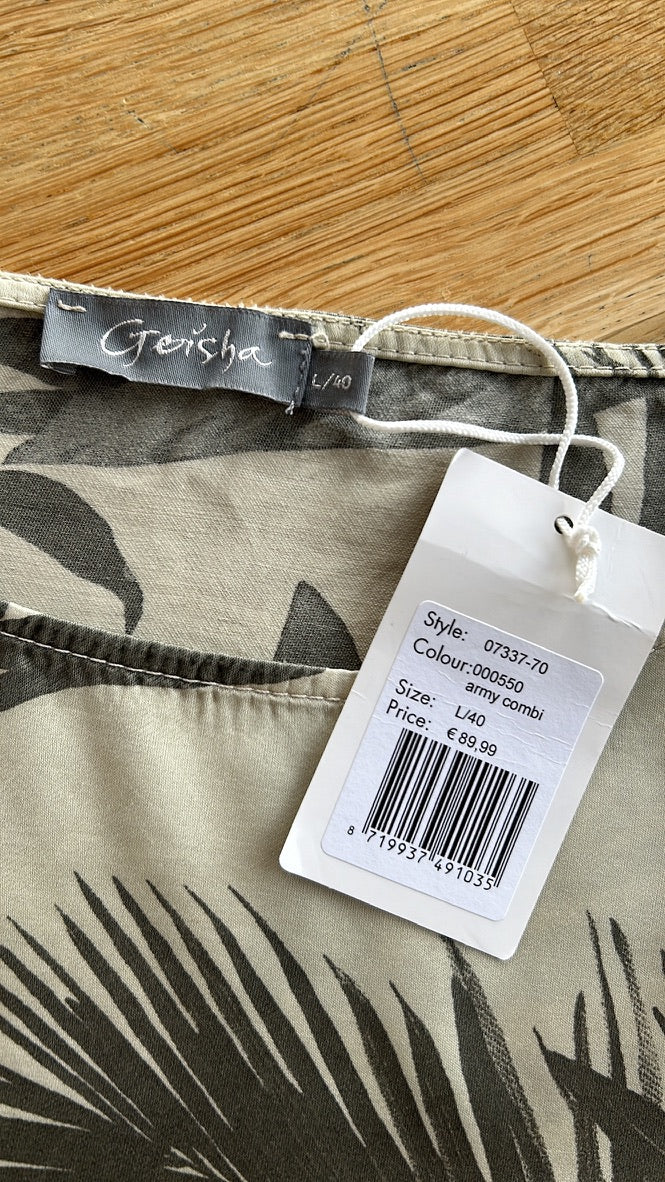 Geisha
L/40
Style: 07337-70
Colour:000550
army combi
Size: L/40
Price: €89,99
8 719937 491035